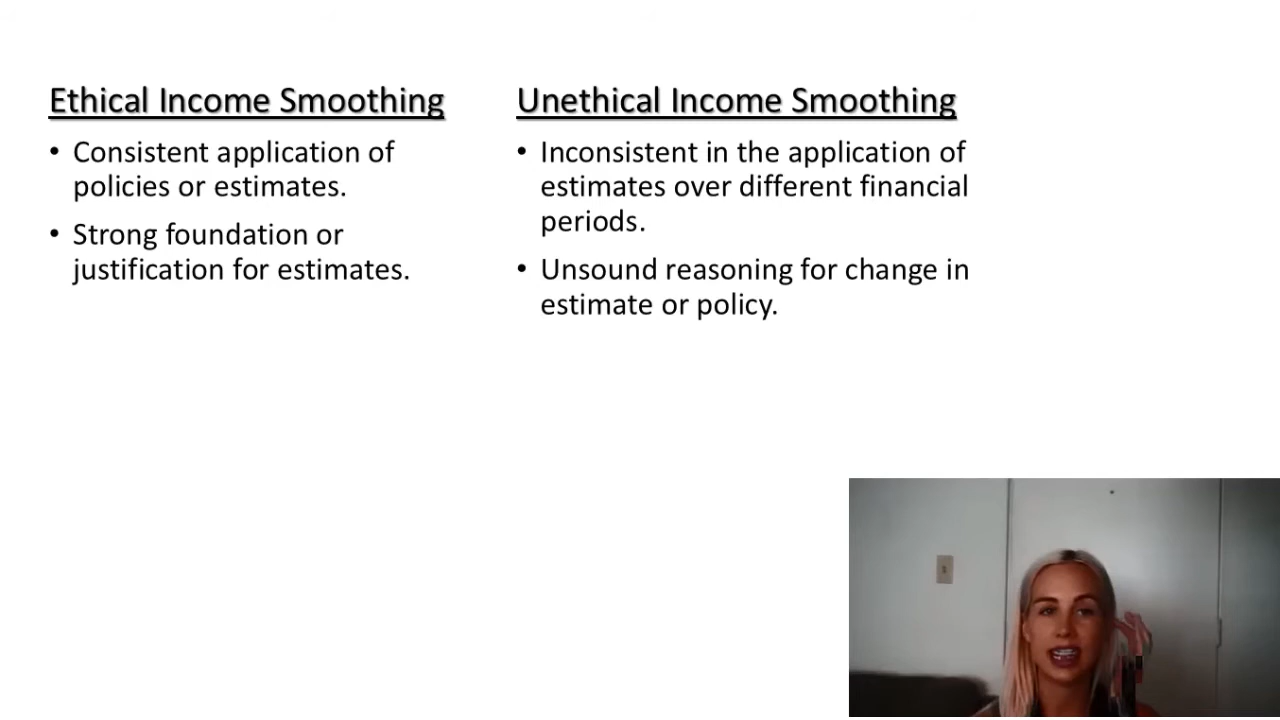 Ethical Income Smoothing
• Consistent application of
policies or estimates.
• Strong foundation or
justification for estimates.
Unethical Income Smoothing
• Inconsistent in the application of
estimates over different financial
periods.
• Unsound reasoning for change in
estimate or policy.